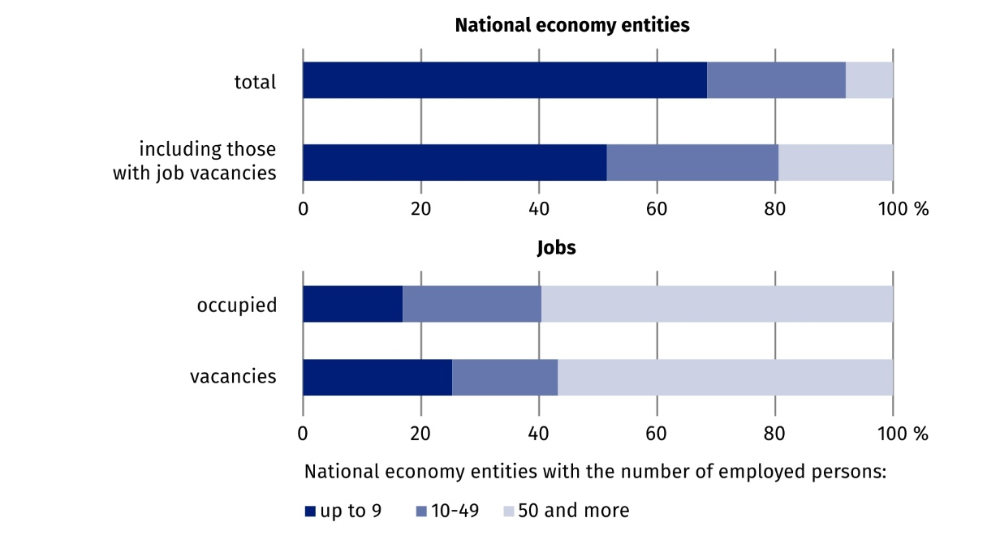 National economy entities
total
including those
with job vacancies
0 20 40 60 80 100 %
Jobs
occupied
vacancies
0 20 40 60 80 100 %
National economy entities with the number of employed persons:
up to 9 10-49 50 and more